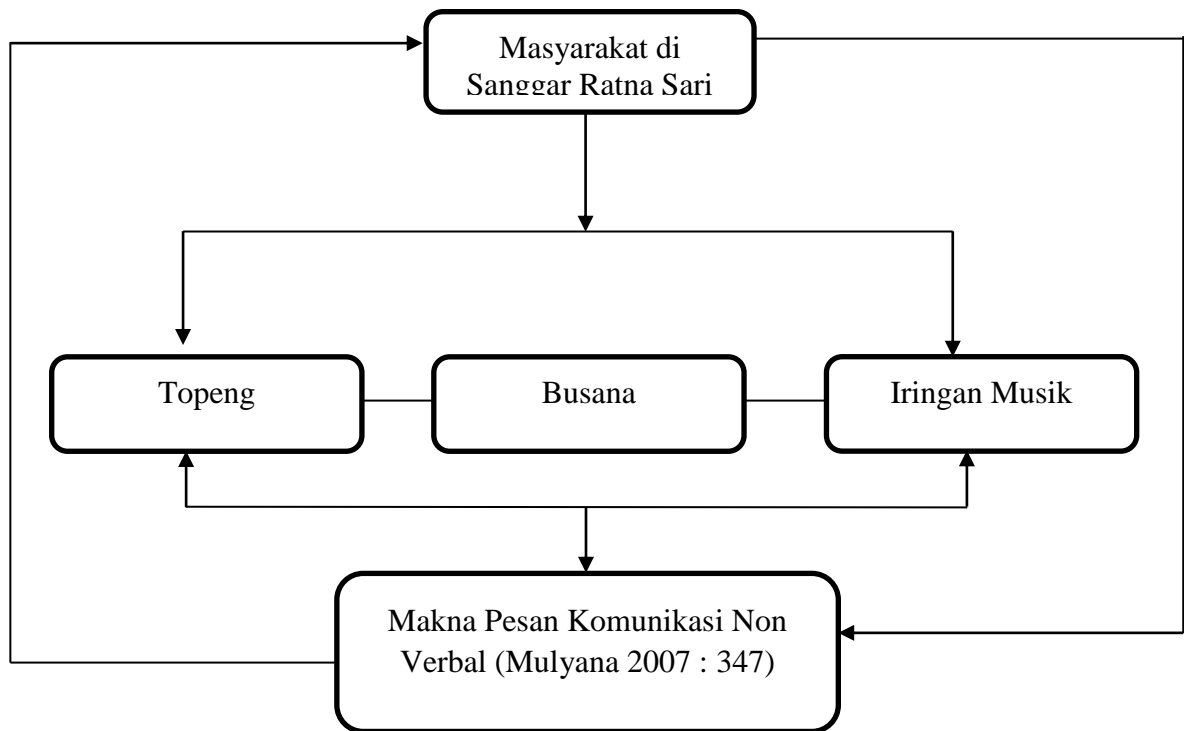 Masyarakat di
Sanggar Ratna Sari
Topeng
Busana
Iringan Musik
Makna Pesan Komunikasi Non
Verbal (Mulyana 2007 : 347)